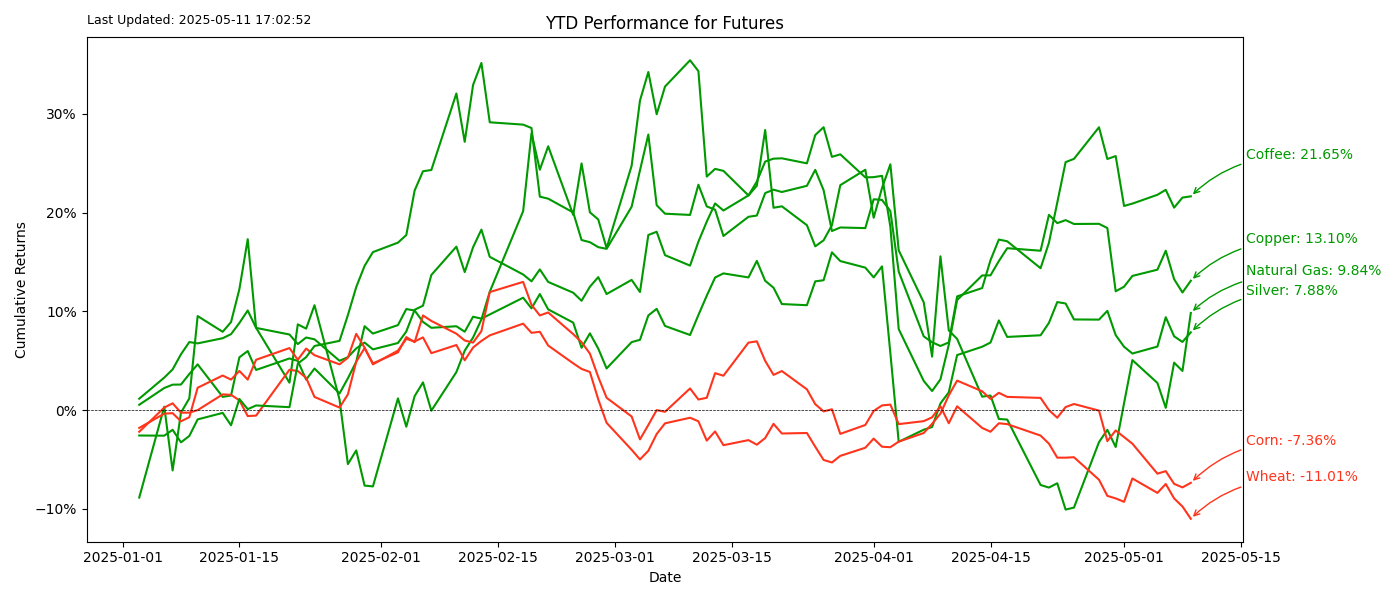 Last Updated: 2025-05-11 17:02:52
YTD Performance for Futures
Cumulative Returns
30%
20%
10%
0%
−10%
Coffee: 21.65%
Copper: 13.10%
Natural Gas: 9.84%
Silver: 7.88%
Corn: -7.36%
Wheat: -11.01%
2025-01-01
2025-01-15
2025-02-01
2025-02-15
2025-03-01
2025-03-15
2025-04-01
2025-04-15
2025-05-01
2025-05-15
Date